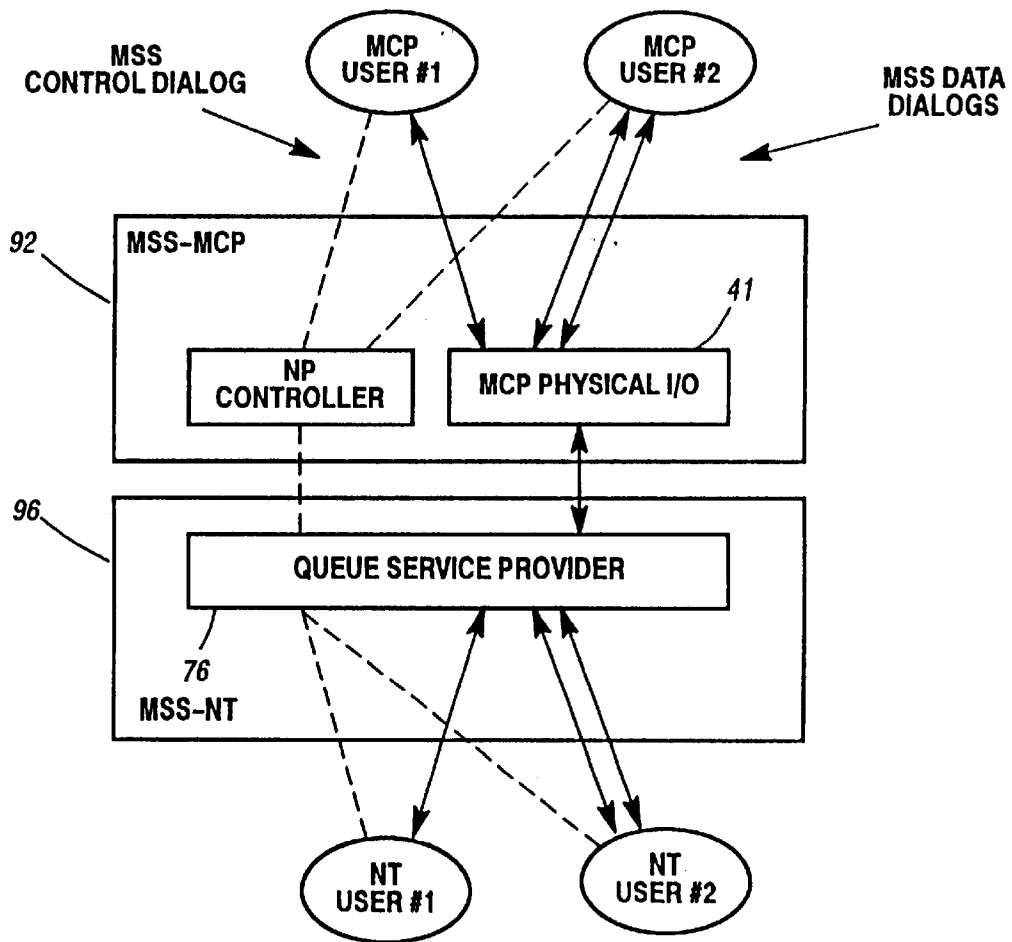 MSS
CONTROL DIALOG
MCP
USER #1
MCP
USER #2
MSS DATA
DIALOGS
92
MSS-MCP
41
NP
CONTROLLER
MCP PHYSICAL I/O
96
QUEUE SERVICE PROVIDER
76
MSS-NT
NT
USER #1
NT
USER #2